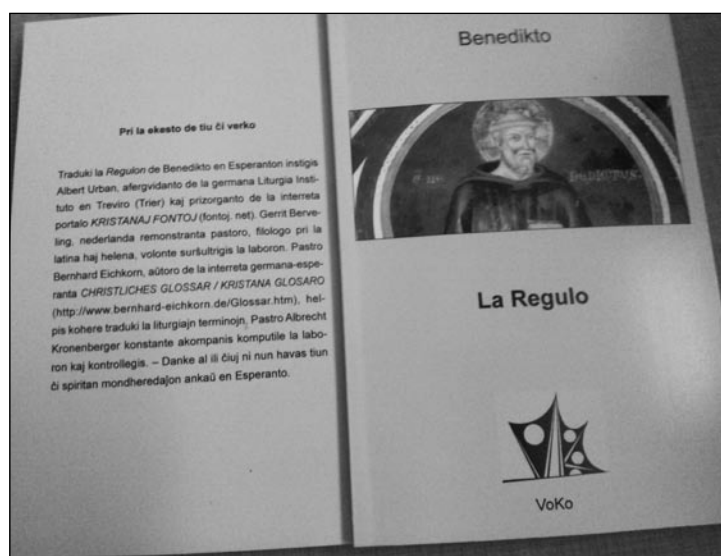 Pri la ekesto de tiu ĉi verko
Traduki la Regulon de Benedikto en Esperanton instigis
Albert Urban, afergvidanto de la germana Liturgia Insti-
tuto en Treviro (Trier) kaj prizorganto de la interreta
portalo KRISTANAJ FONTOJ (fontoj. net). Gerrit Berve-
ling, nederlanda remonstranta pastoro, filologo pri la
latina haj helena, volonte surŝultrigis la laboron. Pastro
Bernhard Eichkorn, aŭtoro de la interreta germana-espe-
ranta CHRISTLICHES GLOSSAR / KRISTANA GLOSARO
(http://www.bernhard-eichkorn.de/Glossar.htm), hel-
pis kohere traduki la liturgiajn terminojn. Pastro Albrecht
Kronenberger konstante akompanis komputile la labo-
ron kaj kontrollegis. – Danke al ili ĉiuj ni nun havas tiun
ĉi spiritan mondheredaĵon ankaŭ en Esperanto.
Benedikto
La Regulo
VoKo